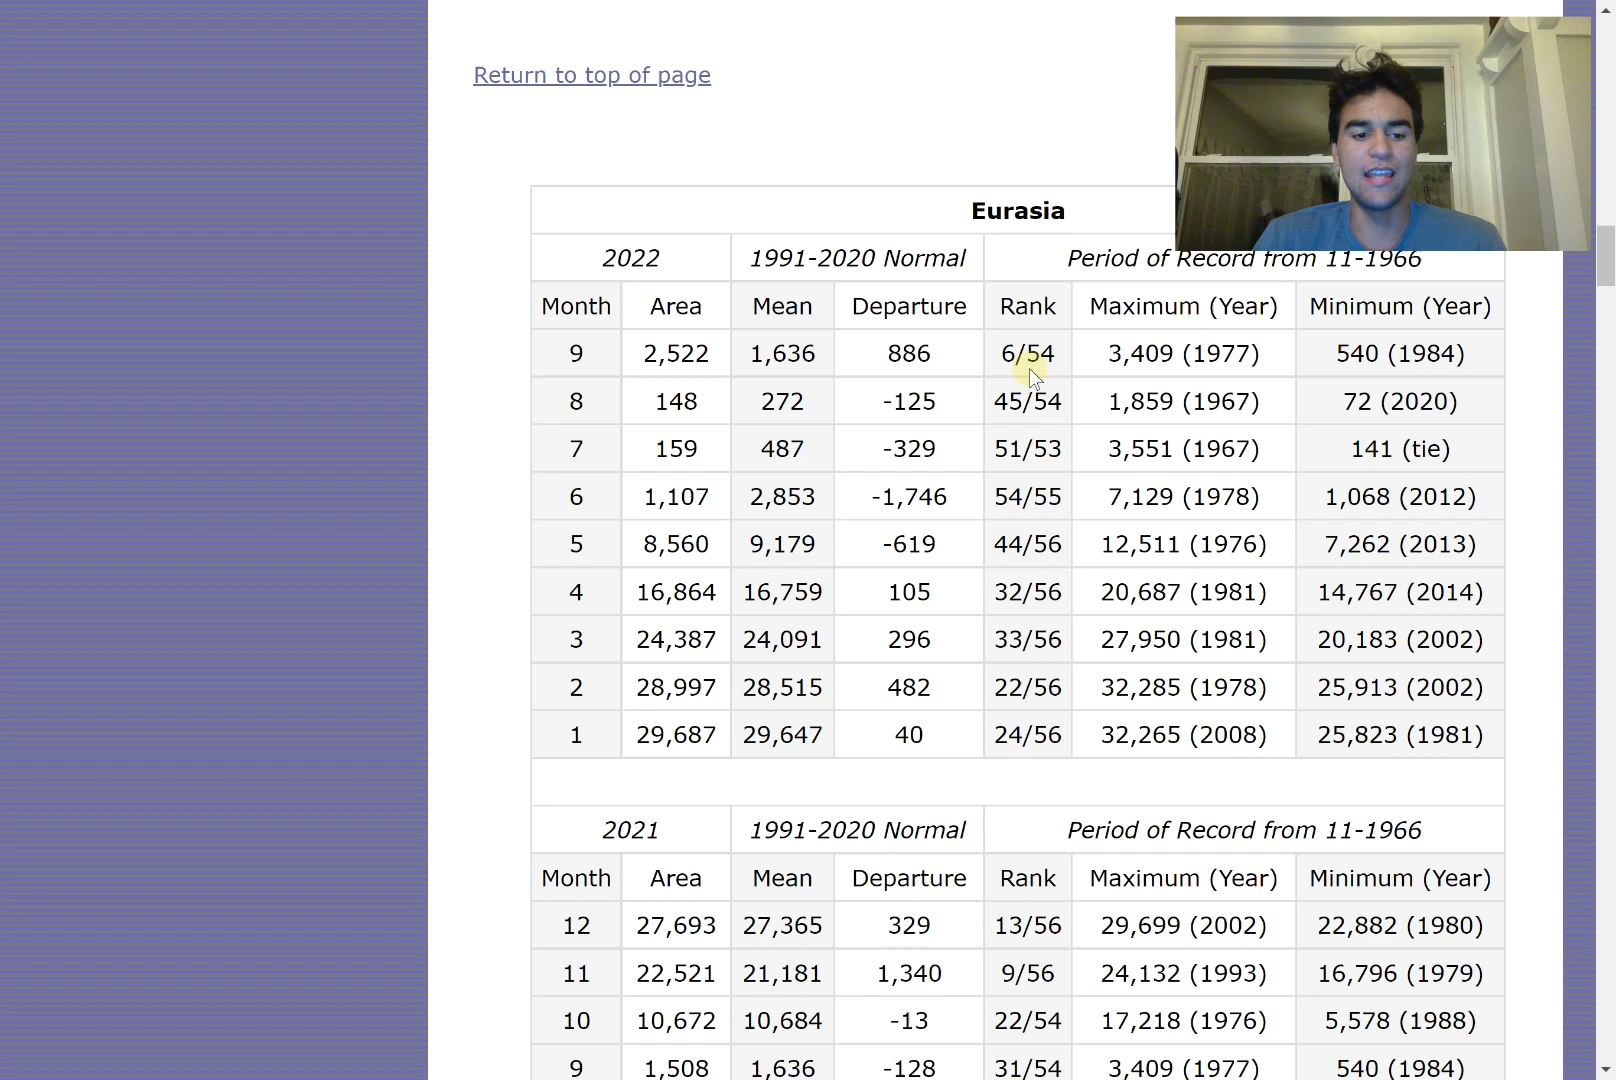 Return to top of page
Eurasia
2022 1991-2020 Normal Period of Record from 11-1966
Month Area Mean Departure Rank Maximum (Year) Minimum (Year)
9 2,522 1,636 886 6/54 3,409 (1977) 540 (1984)
8 148 272 -125 45/54 1,859 (1967) 72 (2020)
7 159 487 -329 51/53 3,551 (1967) 141 (tie)
6 1,107 2,853 -1,746 54/55 7,129 (1978) 1,068 (2012)
5 8,560 9,179 -619 44/56 12,511 (1976) 7,262 (2013)
4 16,864 16,759 105 32/56 20,687 (1981) 14,767 (2014)
3 24,387 24,091 296 33/56 27,950 (1981) 20,183 (2002)
2 28,997 28,515 482 22/56 32,285 (1978) 25,913 (2002)
1 29,687 29,647 40 24/56 32,265 (2008) 25,823 (1981)
2021 1991-2020 Normal Period of Record from 11-1966
Month Area Mean Departure Rank Maximum (Year) Minimum (Year)
12 27,693 27,365 329 13/56 29,699 (2002) 22,882 (1980)
11 22,521 21,181 1,340 9/56 24,132 (1993) 16,796 (1979)
10 10,672 10,684 -13 22/54 17,218 (1976) 5,578 (1988)
9 1,508 1,636 -128 31/54 3,409 (1977) 540 (1984)